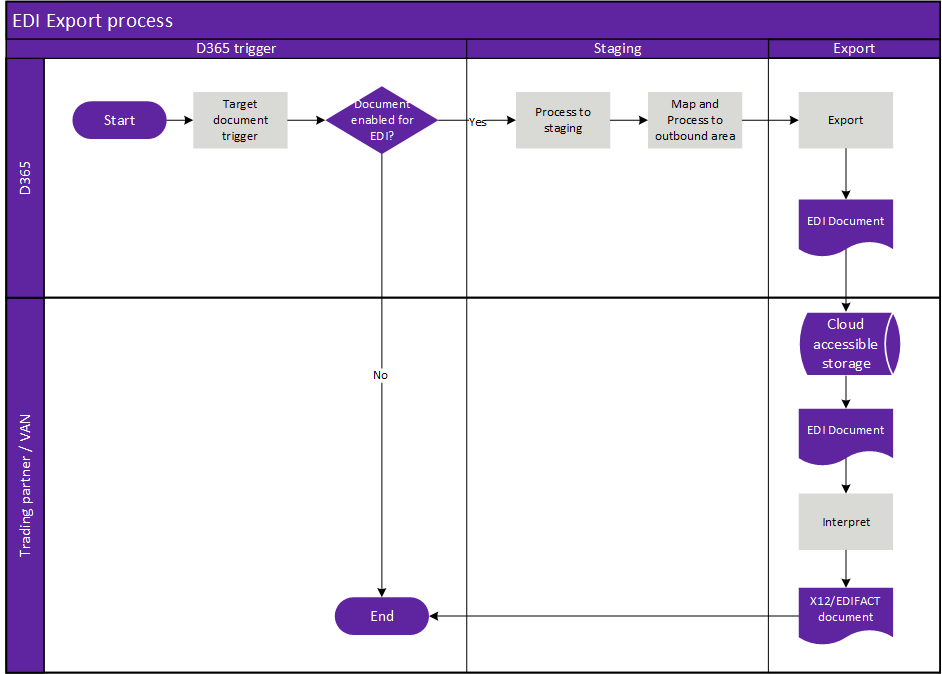 EDI Export process
D365 trigger
Staging
Export
D365
Start
Target
document
trigger
Document
enabled for
EDI?
Yes
Process to
staging
Map and
Process to
outbound area
Export
EDI Document
Trading partner / VAN
Cloud
accessible
storage
No
EDI Document
Interpret
X12/EDIFACT
document
End